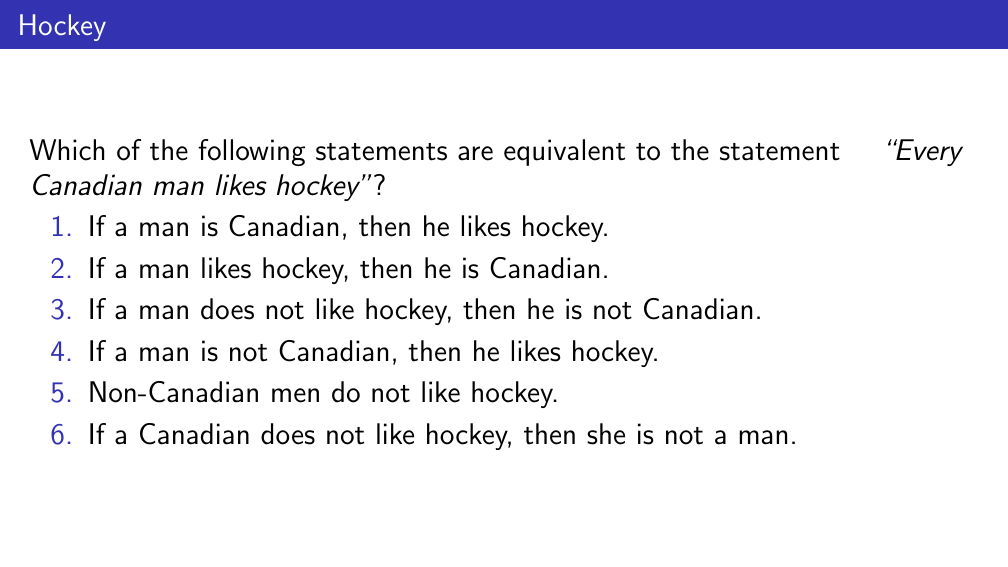 Hockey
Which of the following statements are equivalent to the statement “Every
Canadian man likes hockey”?
1. If a man is Canadian, then he likes hockey.
2. If a man likes hockey, then he is Canadian.
3. If a man does not like hockey, then he is not Canadian.
4. If a man is not Canadian, then he likes hockey.
5. Non-Canadian men do not like hockey.
6. If a Canadian does not like hockey, then she is not a man.